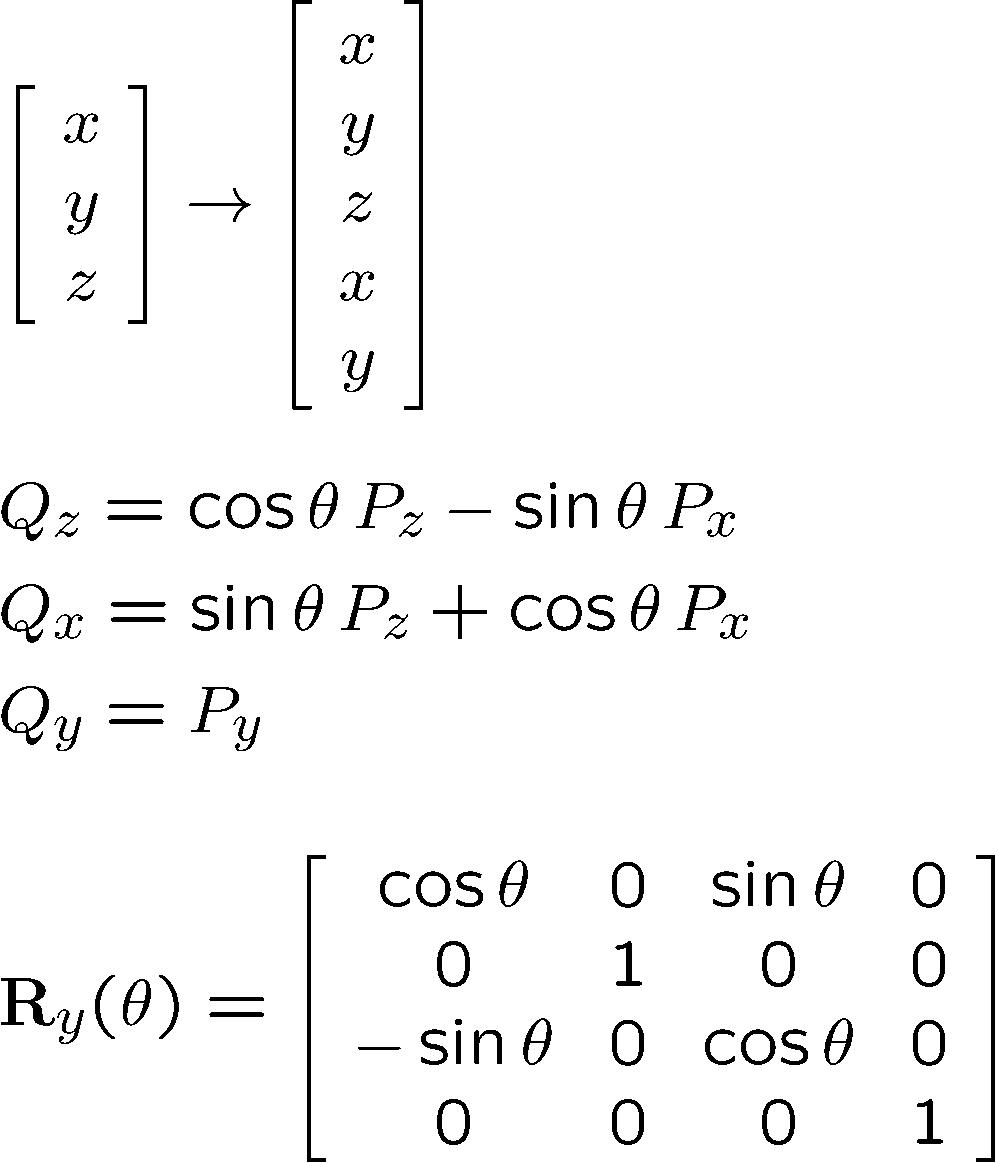 [ x y z ] → [ x y z x y ]
Q_z = cos θ P_z − sin θ P_x
Q_x = sin θ P_z + cos θ P_x
Q_y = P_y
R_y(θ) = [
cos θ 0 sin θ 0
0 1 0 0
− sin θ 0 cos θ 0
0 0 0 1
]